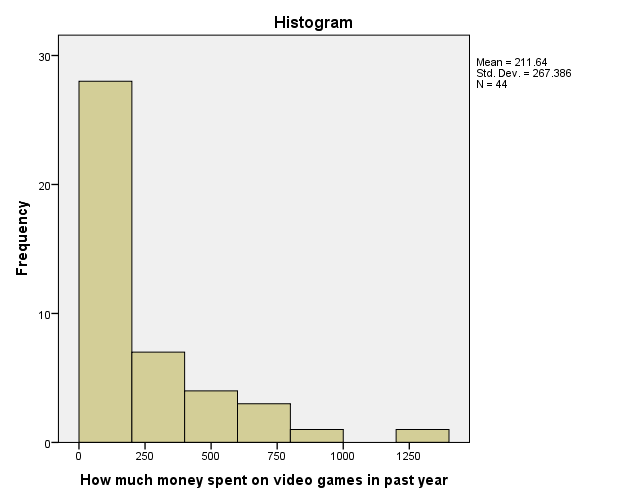 Histogram
Mean = 211.64
Std. Dev. = 267.386
N = 44
30
20
10
0
Frequency
0 250 500 750 1000 1250
How much money spent on video games in past year